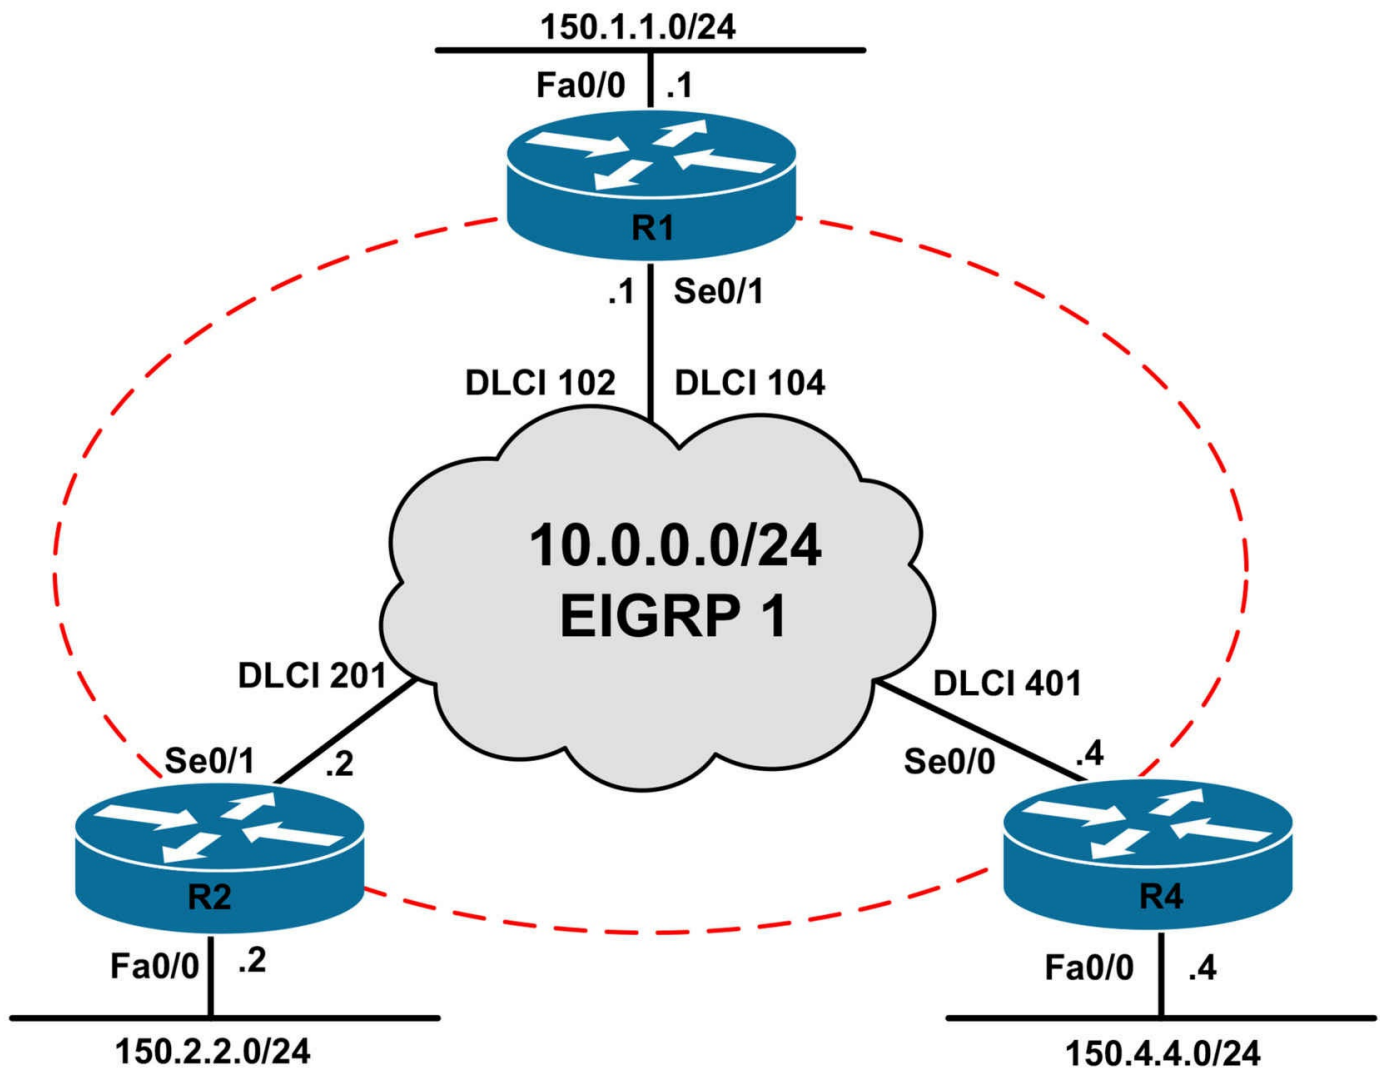 150.1.1.0/24
Fa0/0
.1
R1
.1
Se0/1
DLCI 102
DLCI 104
10.0.0.0/24
EIGRP 1
DLCI 201
DLCI 401
Se0/1
.2
Se0/0
.4
R2
R4
Fa0/0
.2
Fa0/0
.4
150.2.2.0/24
150.4.4.0/24